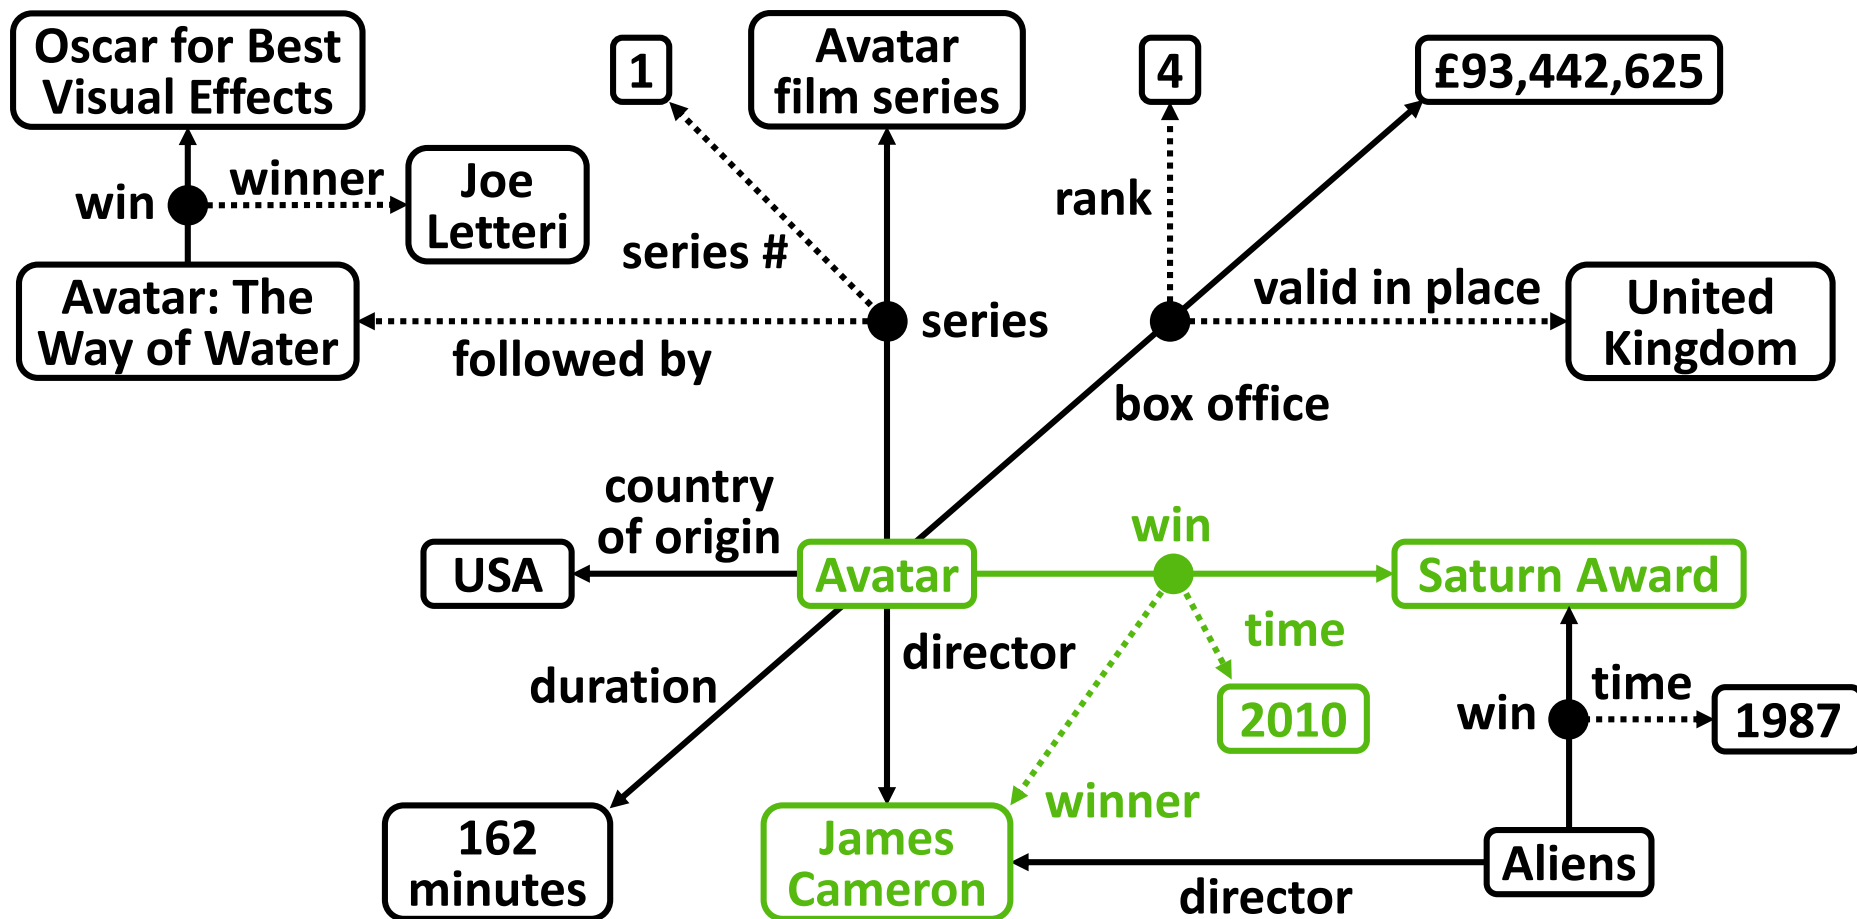 Oscar for Best
Visual Effects
1
Avatar
film series
4
£93,442,625
win
winner
Joe
Letteri
series #
rank
Avatar: The
Way of Water
followed by
series
valid in place
United
Kingdom
box office
country
of origin
USA
Avatar
win
Saturn Award
duration
director
time
2010
win
time
1987
winner
162
minutes
James
Cameron
director
Aliens